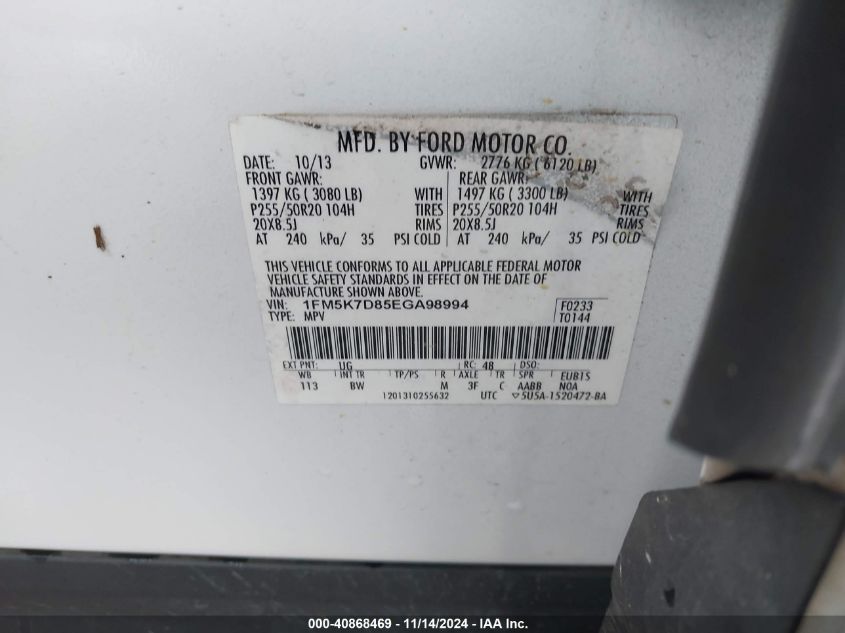 MFD. BY FORD MOTOR CO.
DATE: 10/13 GVWR: 2776 KG ( 6120 LB)
FRONT GAWR: REAR GAWR:
1397 KG ( 3080 LB) WITH 1497 KG ( 3300 LB) WITH
P255/50R20 104H TIRES P255/50R20 104H TIRES
20X8.5J RIMS 20X8.5J RIMS
AT 240 kPa/ 35 PSI COLD AT 240 kPa/ 35 PSI COLD
THIS VEHICLE CONFORMS TO ALL APPLICABLE FEDERAL MOTOR
VEHICLE SAFETY STANDARDS IN EFFECT ON THE DATE OF
MANUFACTURE SHOWN ABOVE.
VIN: 1FM5K7D85EGA98994 F0233
TYPE: MPV T0144
EXT PNT: UG RC: 48 DSO:
WB INT TR TP/PS R AXLE TR SPR EUB15
113 BW M 3F C AABB NOA
1201310255632 UTC ▽5U5A-1520472-BA
000-40868469 - 11/14/2024 - IAA Inc.